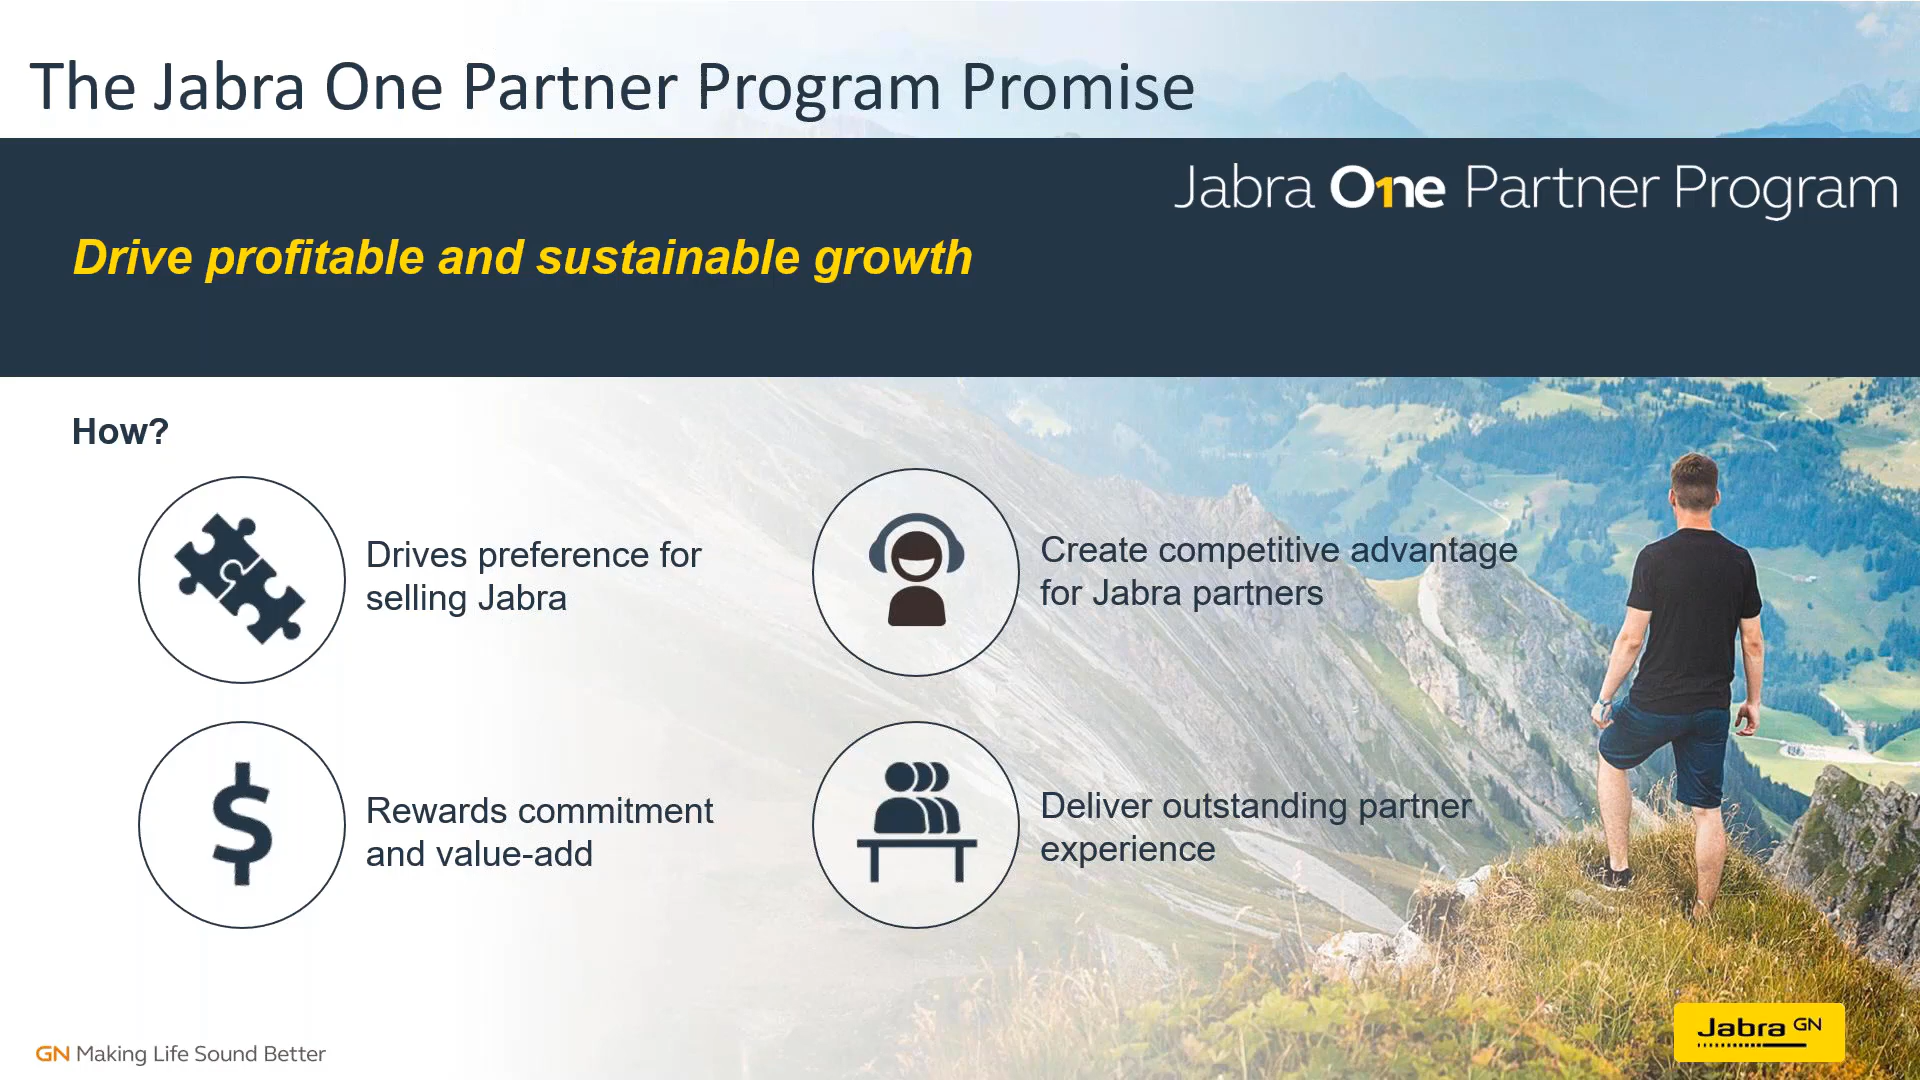 The Jabra One Partner Program Promise
Jabra One Partner Program
Drive profitable and sustainable growth
How?
Drives preference for
selling Jabra
Create competitive advantage
for Jabra partners
Rewards commitment
and value-add
Deliver outstanding partner
experience
GN Making Life Sound Better
Jabra GN